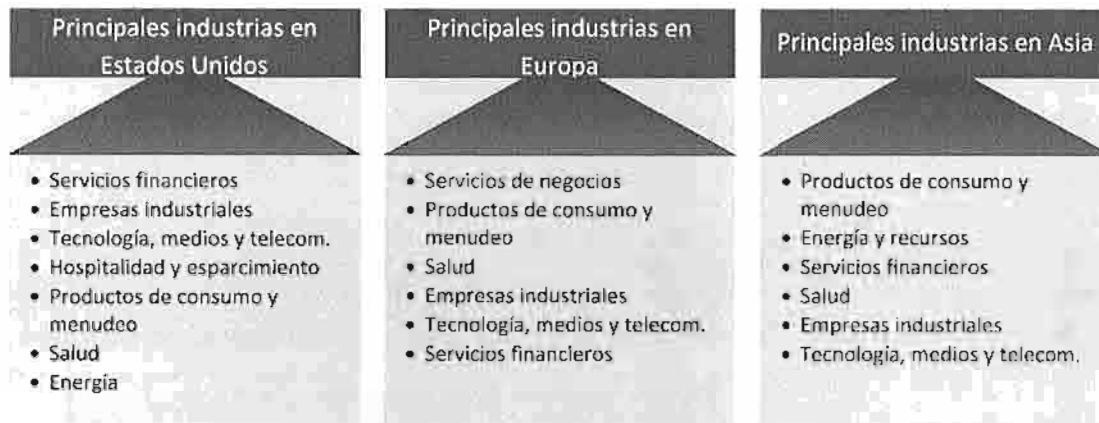 Principales industrias en
Estados Unidos
• Servicios financieros
• Empresas industriales
• Tecnología, medios y telecom.
• Hospitalidad y esparcimiento
• Productos de consumo y
menudeo
• Salud
• Energía
Principales industrias en
Europa
• Servicios de negocios
• Productos de consumo y
menudeo
• Salud
• Empresas industriales
• Tecnología, medios y telecom.
• Servicios financieros
Principales industrias en Asia
• Productos de consumo y
menudeo
• Energía y recursos
• Servicios financieros
• Salud
• Empresas industriales
• Tecnología, medios y telecom.